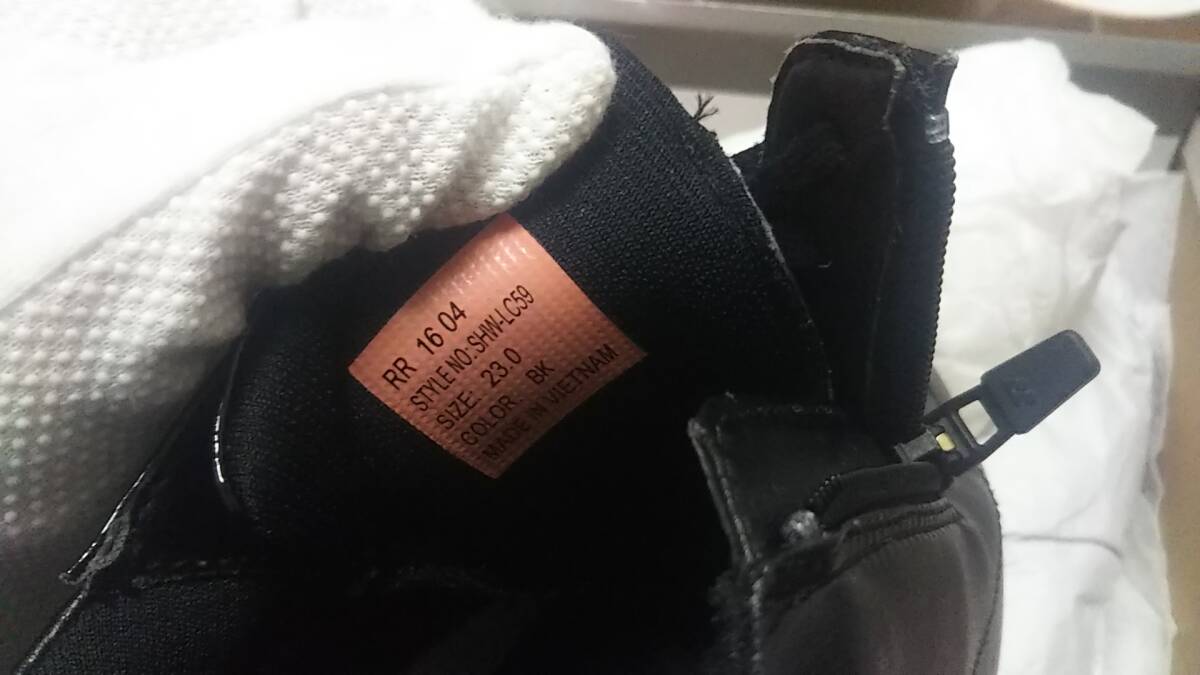 RR 16 04
STYLE NO: SHW-LC59
SIZE: 23.0
COLOR BK
MADE IN VIETNAM